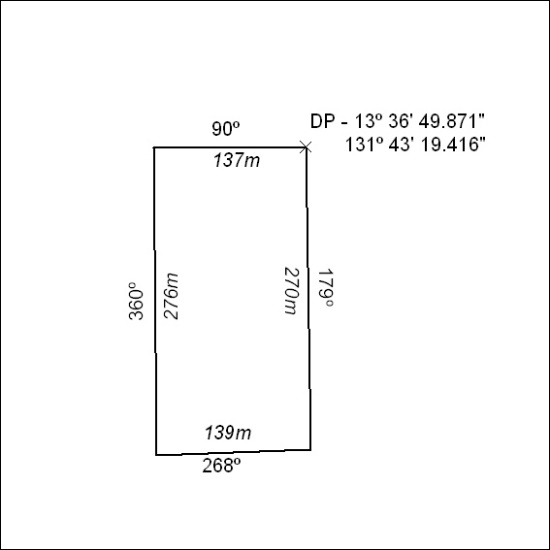 90º
DP - 13º 36' 49.871"
131º 43' 19.416"
137m
360º
276m
270m
179º
139m
268º